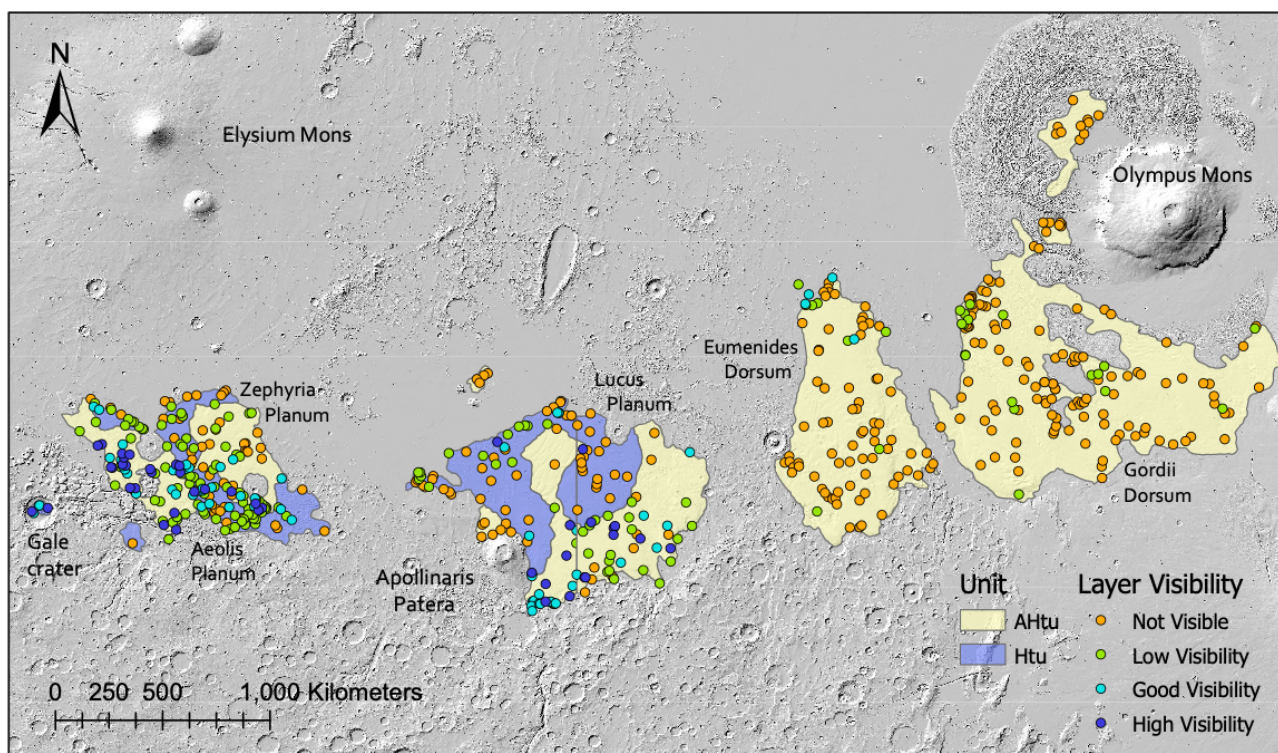 N
Elysium Mons
Olympus Mons
Eumenides
Dorsum
Zephyria
Planum
Lucus
Planum
Gordii
Dorsum
Gale
crater
Aeolis
Planum
Apollinaris
Patera
Unit
AHtu
Htu
Layer Visibility
Not Visible
Low Visibility
Good Visibility
High Visibility
0 250 500 1,000 Kilometers